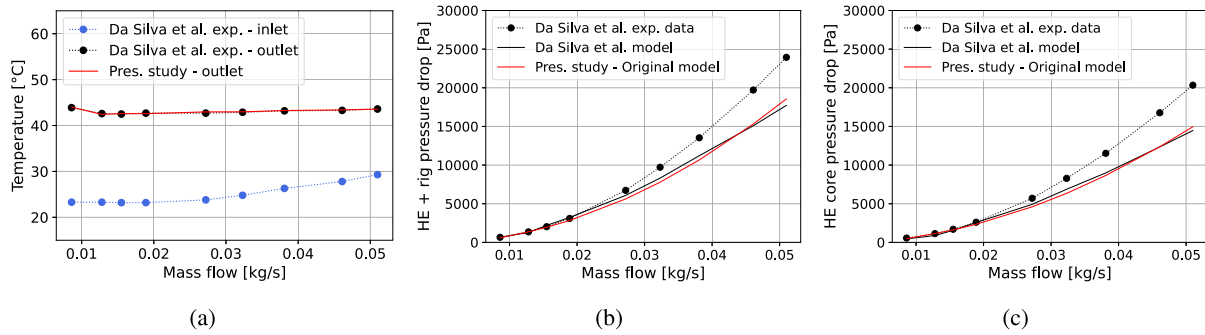 Da Silva et al. exp. - inlet
Da Silva et al. exp. - outlet
Pres. study - outlet
Temperature [°C]
60
50
40
30
20
0.01
0.02
0.03
0.04
0.05
Mass flow [kg/s]
(a)
Da Silva et al. exp. data
Da Silva et al. model
Pres. study - Original model
HE + rig pressure drop [Pa]
30000
25000
20000
15000
10000
5000
0
0.01
0.02
0.03
0.04
0.05
Mass flow [kg/s]
(b)
Da Silva et al. exp. data
Da Silva et al. model
Pres. study - Original model
HE core pressure drop [Pa]
30000
25000
20000
15000
10000
5000
0
0.01
0.02
0.03
0.04
0.05
Mass flow [kg/s]
(c)